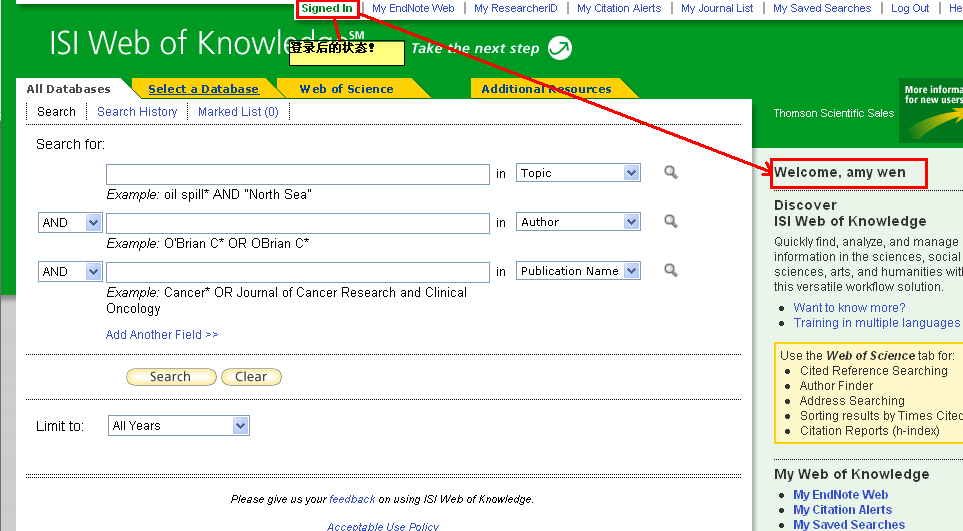 Signed In | My EndNote Web | My ResearcherID | My Citation Alerts | My Journal List | My Saved Searches | Log Out | He
ISI Web of Knowledge SM
登录后的状态!
Take the next step
All Databases
Select a Database
Web of Science
Additional Resources
Search
Search History
Marked List (0)
Thomson Scientific Sales
More informa
for new users
Search for:
in Topic
Example: oil spill* AND "North Sea"
AND in Author
Example: O'Brian C* OR OBrian C*
AND in Publication Name
Example: Cancer* OR Journal of Cancer Research and Clinical
Oncology
Add Another Field >>
Search Clear
Limit to: All Years
Please give us your feedback on using ISI Web of Knowledge.
Acceptable Use Policy
Welcome, amy wen
Discover
ISI Web of Knowledge
Quickly find, analyze, and manage
information in the sciences, social
sciences, arts, and humanities with
this versatile workflow solution.
Want to know more?
Training in multiple languages
Use the Web of Science tab for:
Cited Reference Searching
Author Finder
Address Searching
Sorting results by Times Cited
Citation Reports (h-index)
My Web of Knowledge
My EndNote Web
My Citation Alerts
My Saved Searches